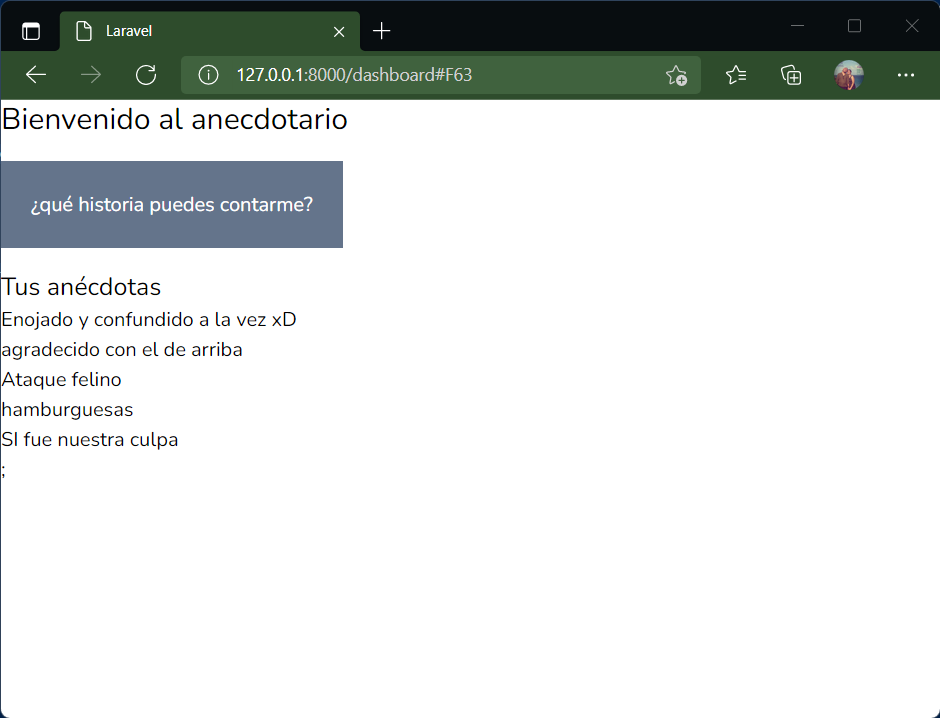 Laravel
127.0.0.1:8000/dashboard#F63
Bienvenido al anecdotario
¿qué historia puedes contarme?
Tus anécdotas
Enojado y confundido a la vez xD
agradecido con el de arriba
Ataque felino
hamburguesas
SI fue nuestra culpa
;